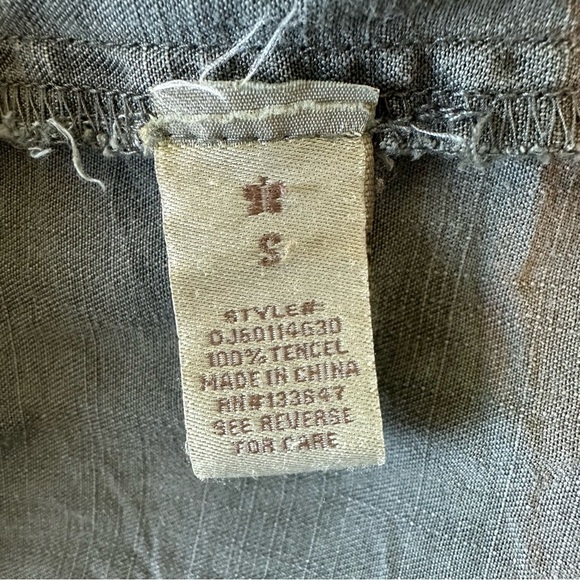 S
STYLE#:
DJ60114G30
100% TENCEL
MADE IN CHINA
RN#133647
SEE REVERSE
FOR CARE